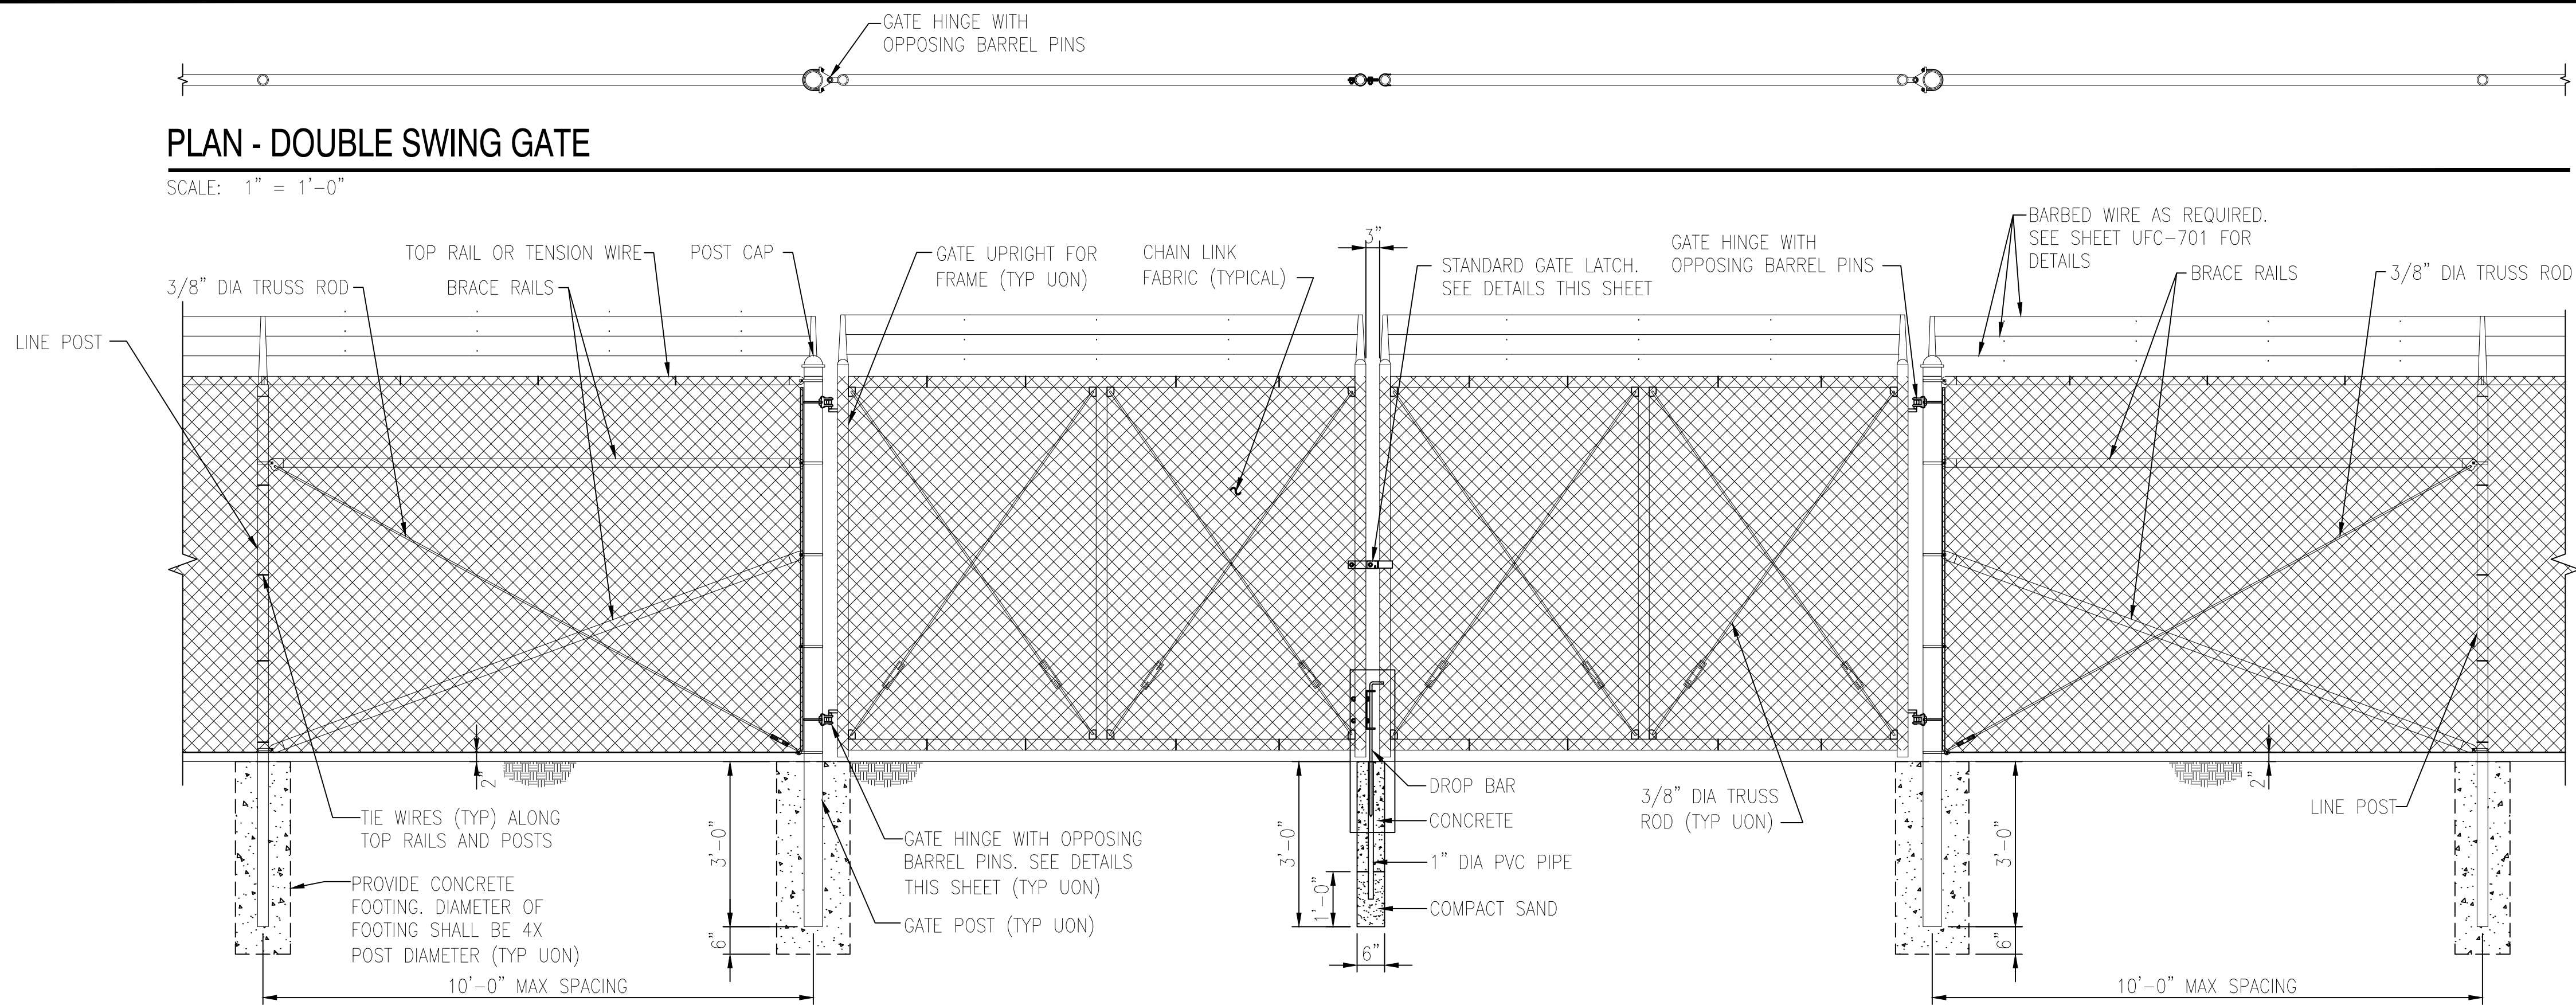 GATE HINGE WITH
OPPOSING BARREL PINS
PLAN - DOUBLE SWING GATE
SCALE: 1" = 1'-0"
TOP RAIL OR TENSION WIRE
POST CAP
3/8" DIA TRUSS ROD
BRACE RAILS
LINE POST
GATE UPRIGHT FOR
FRAME (TYP UON)
CHAIN LINK
FABRIC (TYPICAL)
3"
STANDARD GATE LATCH.
SEE DETAILS THIS SHEET
GATE HINGE WITH
OPPOSING BARREL PINS
BARBED WIRE AS REQUIRED.
SEE SHEET UFC-701 FOR
DETAILS
BRACE RAILS
3/8" DIA TRUSS ROD
2"
TIE WIRES (TYP) ALONG
TOP RAILS AND POSTS
PROVIDE CONCRETE
FOOTING. DIAMETER OF
FOOTING SHALL BE 4X
POST DIAMETER (TYP UON)
3'-0"
6"
10'-0" MAX SPACING
GATE HINGE WITH OPPOSING
BARREL PINS. SEE DETAILS
THIS SHEET (TYP UON)
GATE POST (TYP UON)
3'-0"
1'-0"
6"
DROP BAR
CONCRETE
1" DIA PVC PIPE
COMPACT SAND
3/8" DIA TRUSS
ROD (TYP UON)
3'-0"
6"
2"
LINE POST
10'-0" MAX SPACING